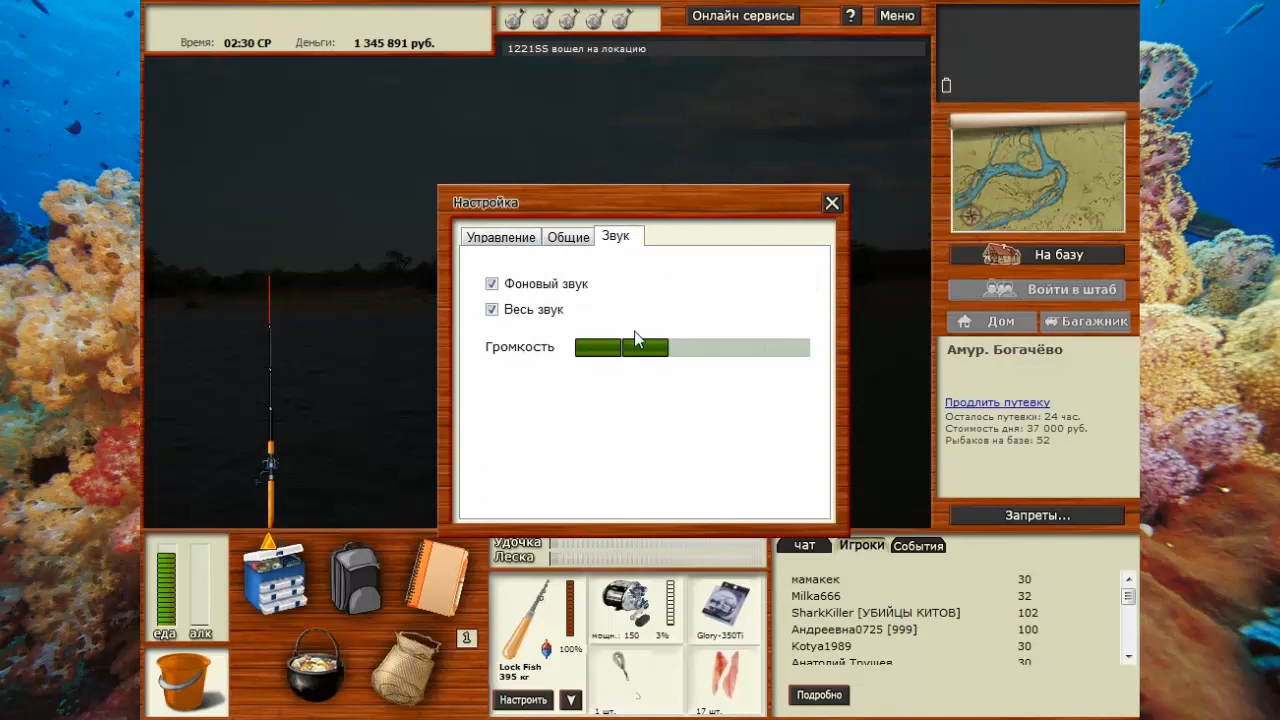 Время: 02:30 СР Деньги: 1 345 891 руб.
Онлайн сервисы
?
Меню
1221SS вошел на локацию
Настройка
Управление Общие Звук
Фоновый звук
Весь звук
Громкость
На базу
Войти в штаб
Дом
Багажник
Амур. Богачёво
Продлить путевку
Осталось путевки: 24 час.
Стоимость дня: 37 000 руб.
Рыбаков на базе: 52
Запреты...
еда алк
1
Удочка
Леска
100%
Lock Fish
395 кг
Настроить
мощн.: 150 3%
Glory-350Ti
1 шт.
17 шт.
чат Игроки События
мамакек 30
Milka666 32
SharkKiller [УБИЙЦЫ КИТОВ] 102
Андреевна0725 [999] 100
Kotya1989 30
Анатолий Трушев 30
Подробно